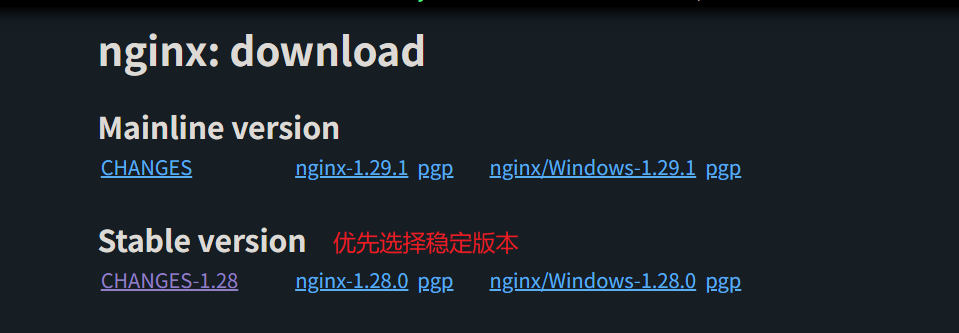 nginx: download
Mainline version
CHANGES nginx-1.29.1 pgp nginx/Windows-1.29.1 pgp
Stable version 优先选择稳定版本
CHANGES-1.28 nginx-1.28.0 pgp nginx/Windows-1.28.0 pgp